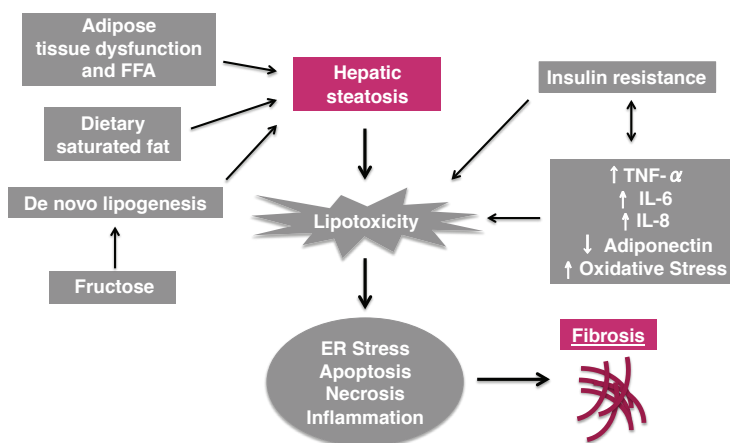 Adipose
tissue dysfunction
and FFA
Hepatic
steatosis
Insulin resistance
Dietary
saturated fat
De novo lipogenesis
Fructose
Lipotoxicity
↑ TNF-α
↑ IL-6
↑ IL-8
↓ Adiponectin
↑ Oxidative Stress
ER Stress
Apoptosis
Necrosis
Inflammation
Fibrosis